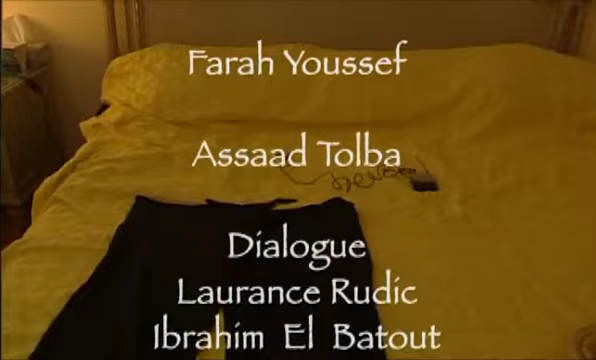 Farah Youssef
Assaad Tolba
Dialogue
Laurance Rudic
Ibrahim El Batout